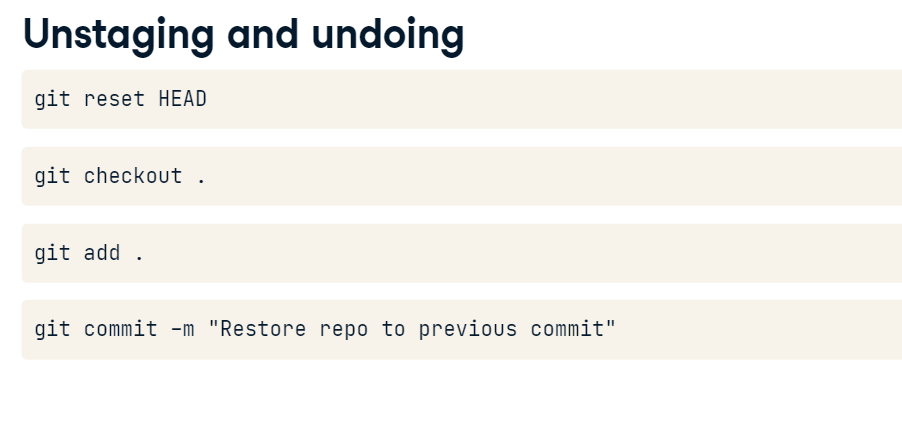 Unstaging and undoing
git reset HEAD
git checkout .
git add .
git commit -m "Restore repo to previous commit"